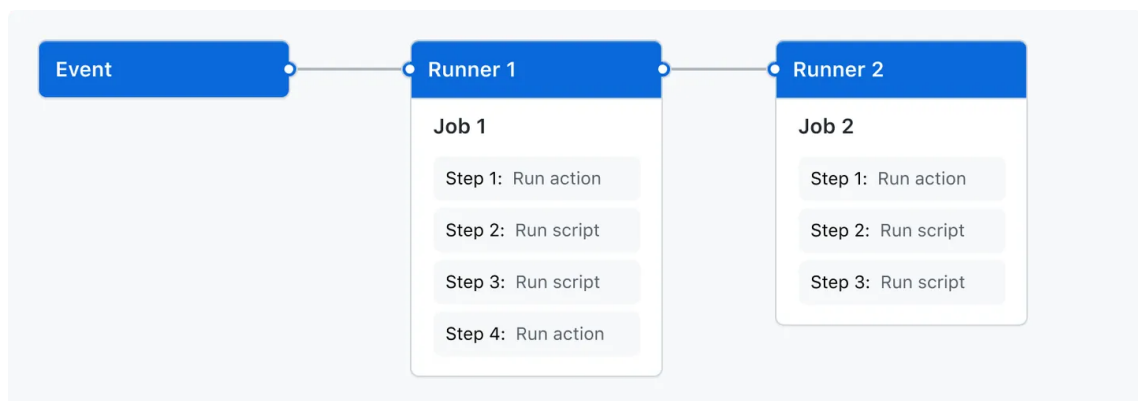 Event
Runner 1
Job 1
Step 1: Run action
Step 2: Run script
Step 3: Run script
Step 4: Run action
Runner 2
Job 2
Step 1: Run action
Step 2: Run script
Step 3: Run script